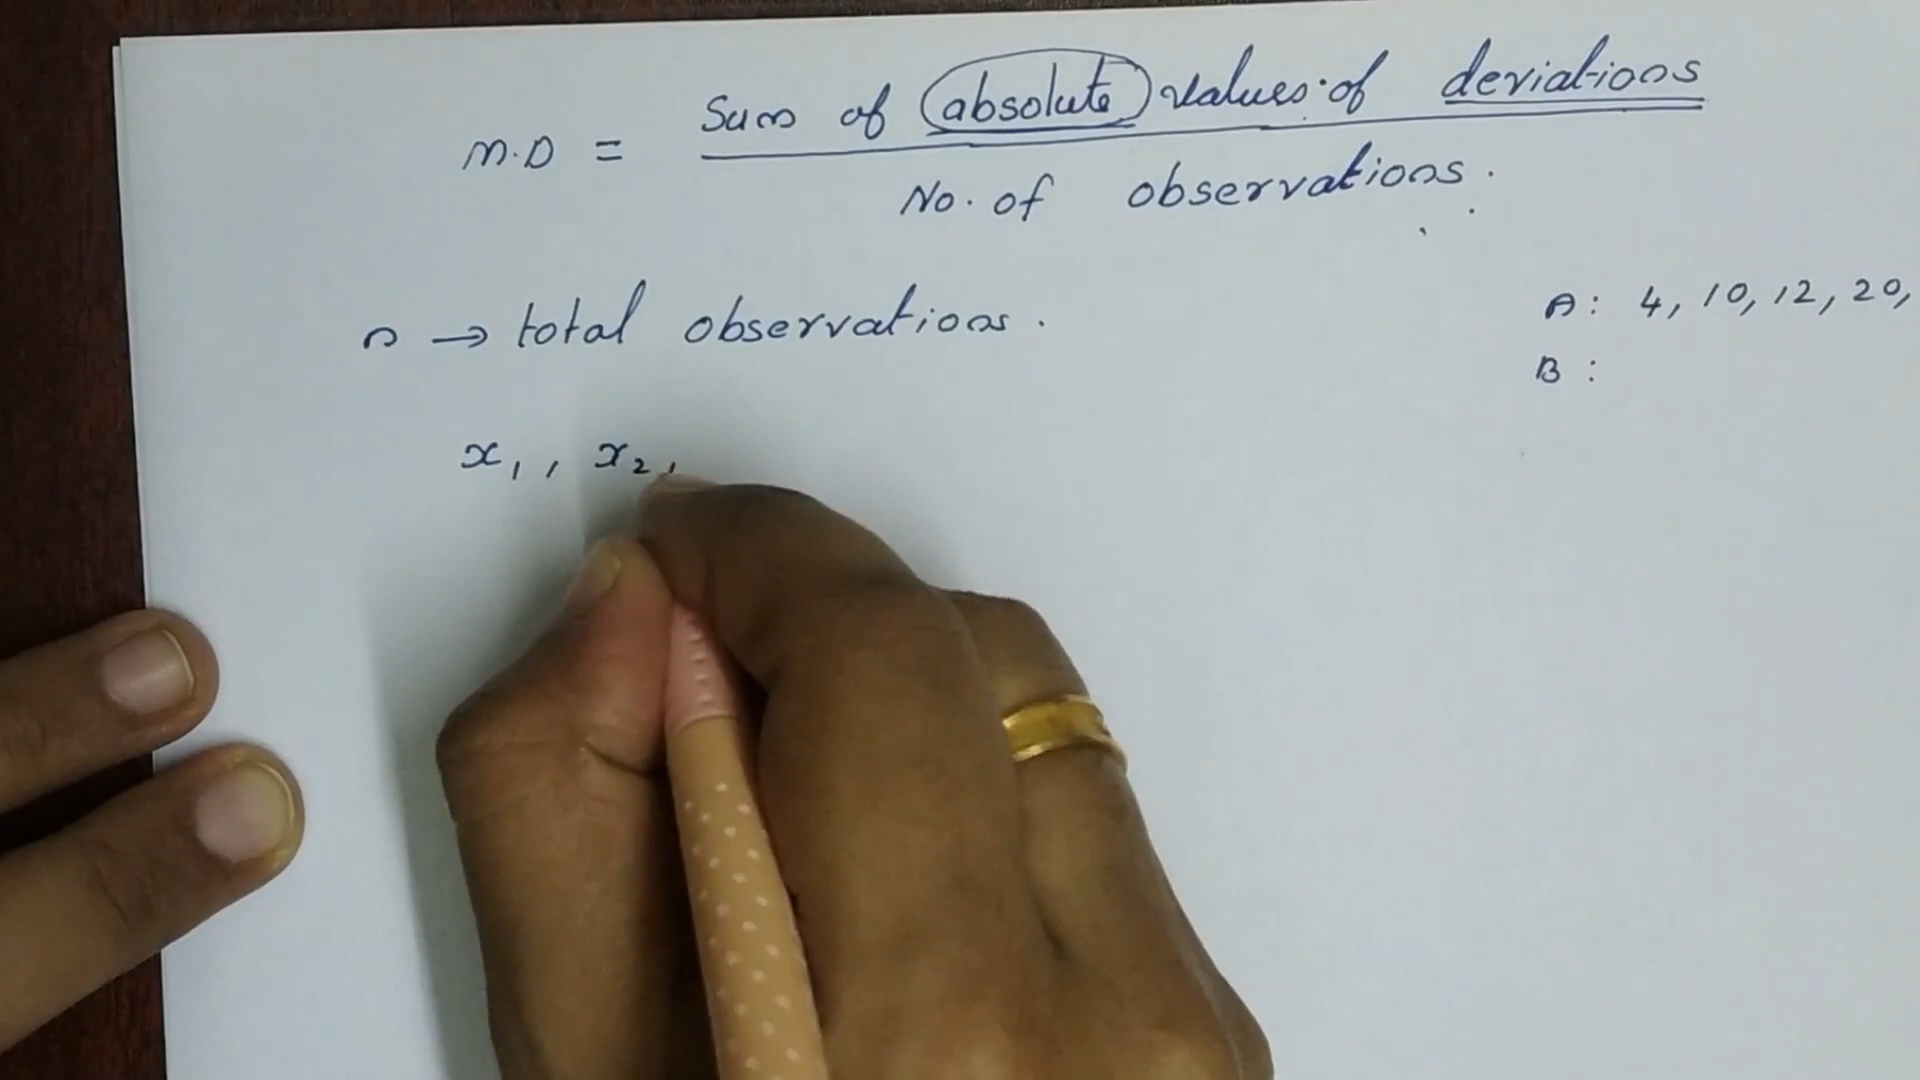 M.D = Sum of absolute values of deviations
No. of observations.
n → total observations.
A: 4, 10, 12, 20,
B :
x₁, x₂,